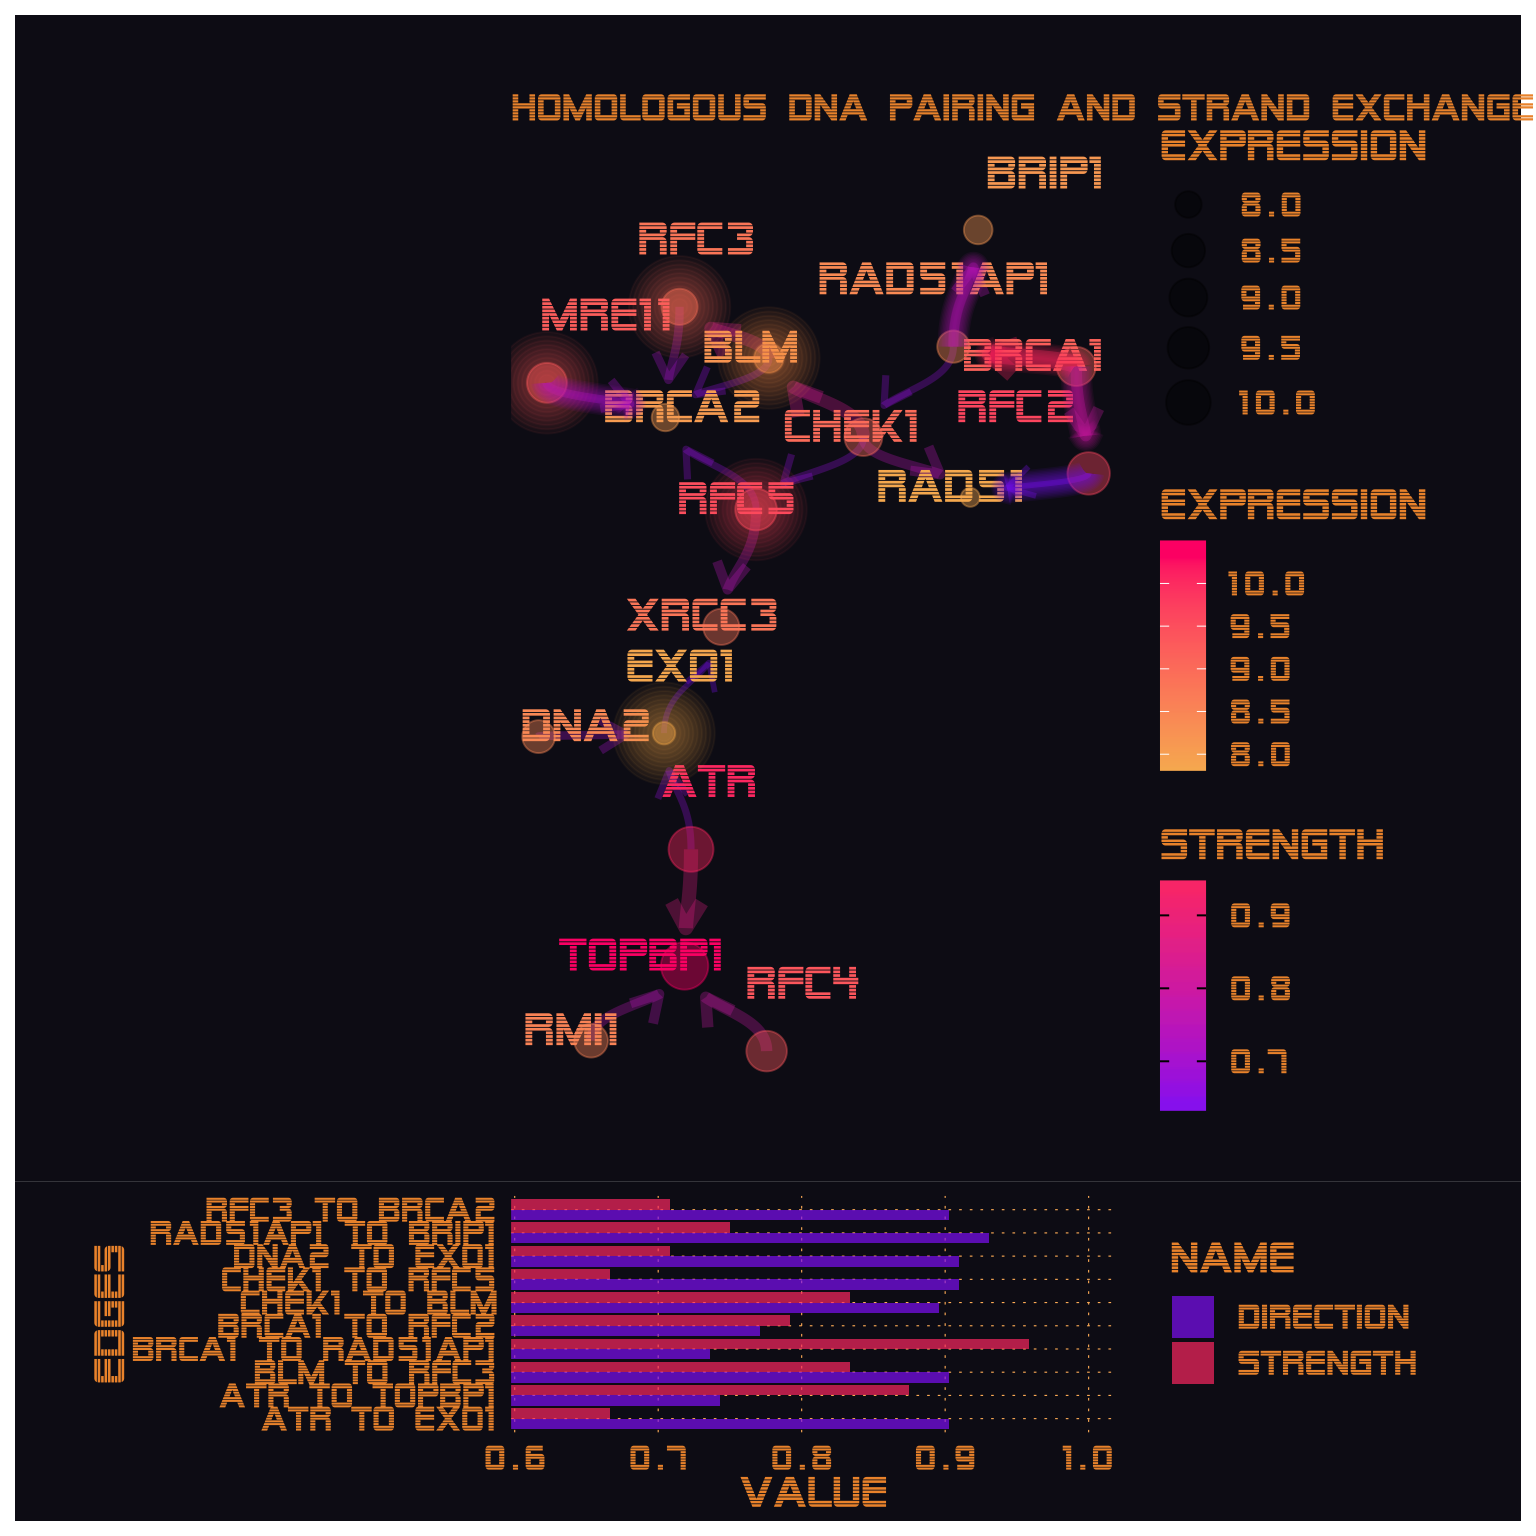 HOMOLOGOUS DNA PAIRING AND STRAND EXCHANGE
EXPRESSION
8.0
8.5
9.0
9.5
10.0
BRIP1
RFC3
RAD51AP1
MRE11
BLM
BRCA1
BRCA2
RFC2
CHEK1
RAD51
RFC5
EXPRESSION
10.0
9.5
9.0
8.5
8.0
XRCC3
EXO1
DNA2
ATR
STRENGTH
0.9
0.8
0.7
TOPBP1
RFC4
RMI1
EDGES
RFC3 TO BRCA2
RAD51AP1 TO BRIP1
DNA2 TO EXO1
CHEK1 TO RFC5
CHEK1 TO BLM
BRCA1 TO RFC2
BRCA1 TO RAD51AP1
BLM TO RFC3
ATR TO TOPBP1
ATR TO EXO1
0.6 0.7 0.8 0.9 1.0
VALUE
NAME
DIRECTION
STRENGTH